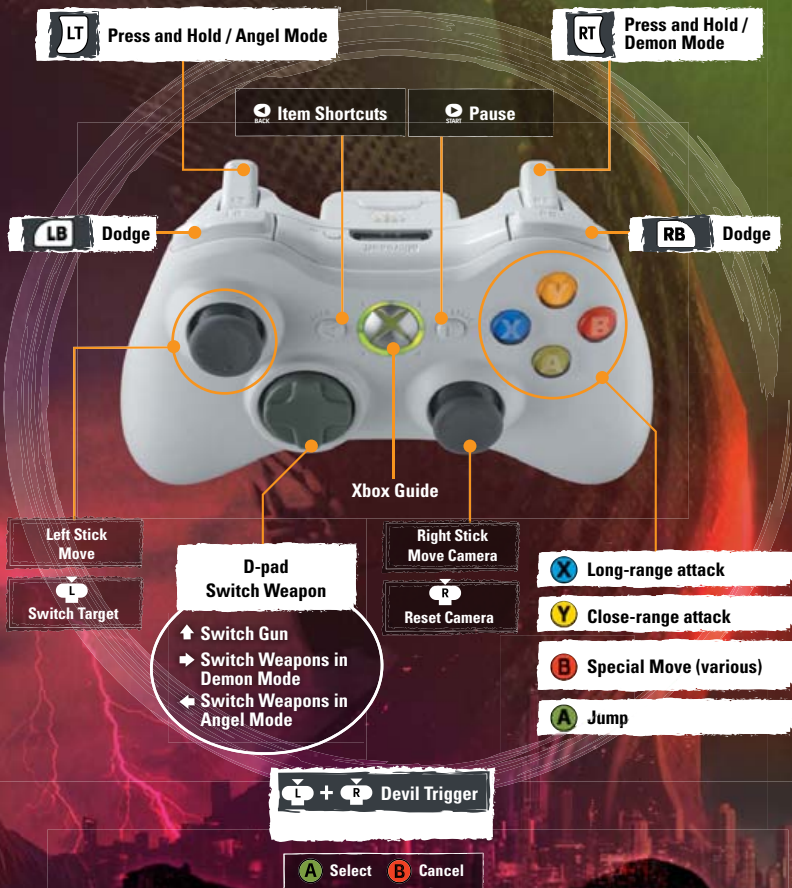 LT Press and Hold / Angel Mode
RT Press and Hold /
Demon Mode
BACK Item Shortcuts
START Pause
LB Dodge
RB Dodge
Y
X
B
A
Xbox Guide
Left Stick
Move
L
Switch Target
D-pad
Switch Weapon
Switch Gun
Switch Weapons in
Demon Mode
Switch Weapons in
Angel Mode
Right Stick
Move Camera
R
Reset Camera
X Long-range attack
Y Close-range attack
B Special Move (various)
A Jump
L + R Devil Trigger
A Select B Cancel